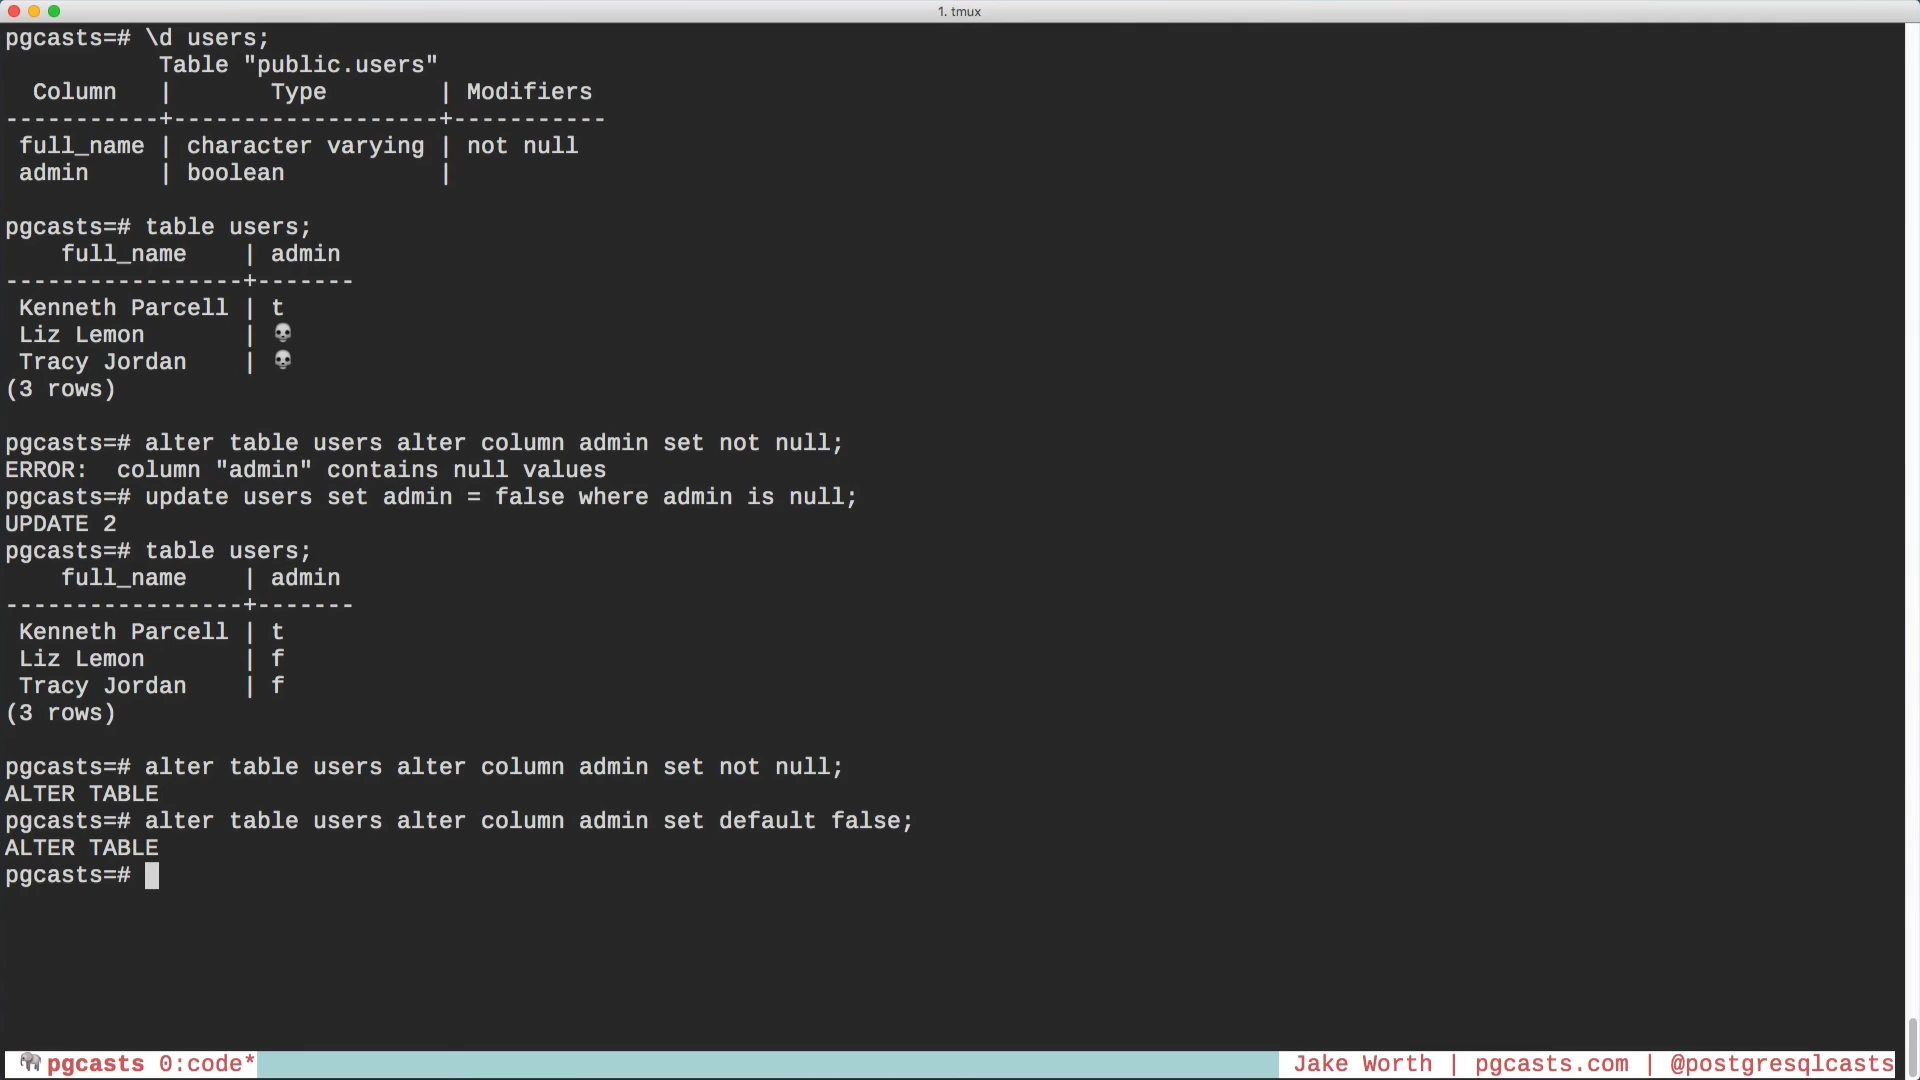 1. tmux
pgcasts=# \d users;
Table "public.users"
Column | Type | Modifiers
-----------+-------------------+-----------
full_name | character varying | not null
admin | boolean |
pgcasts=# table users;
full_name | admin
-----------------+-------
Kenneth Parcell | t
Liz Lemon | 💀
Tracy Jordan | 💀
(3 rows)
pgcasts=# alter table users alter column admin set not null;
ERROR:  column "admin" contains null values
pgcasts=# update users set admin = false where admin is null;
UPDATE 2
pgcasts=# table users;
full_name | admin
-----------------+-------
Kenneth Parcell | t
Liz Lemon | f
Tracy Jordan | f
(3 rows)
pgcasts=# alter table users alter column admin set not null;
ALTER TABLE
pgcasts=# alter table users alter column admin set default false;
ALTER TABLE
pgcasts=#
🐘 pgcasts 0:code* Jake Worth | pgcasts.com | @postgresqlcasts